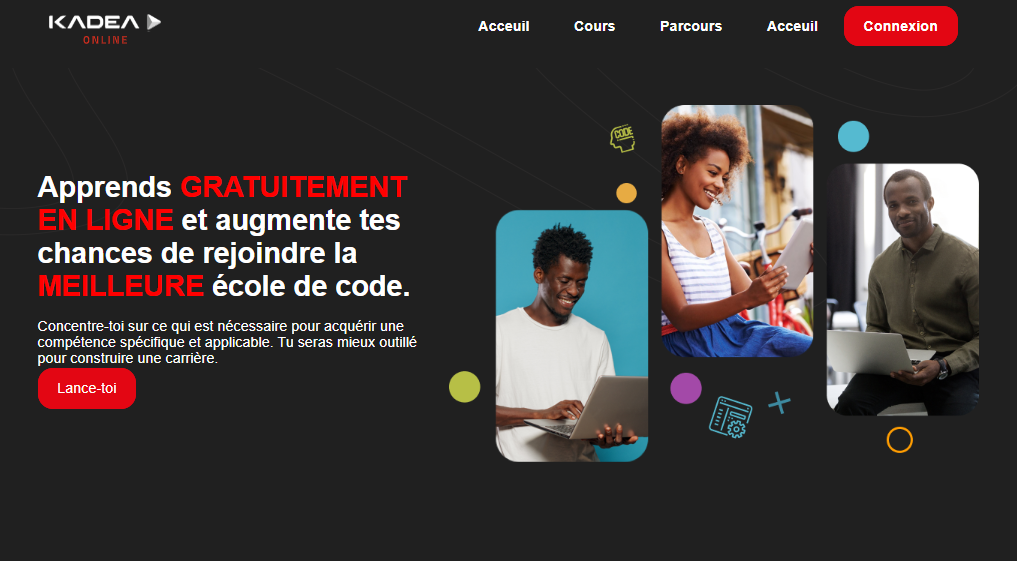 KADEA
ONLINE
Acceuil Cours Parcours Acceuil Connexion
CODE
Apprends GRATUITEMENT
EN LIGNE et augmente tes
chances de rejoindre la
MEILLEURE école de code.
Concentre-toi sur ce qui est nécessaire pour acquérir une
compétence spécifique et applicable. Tu seras mieux outillé
pour construire une carrière.
Lance-toi